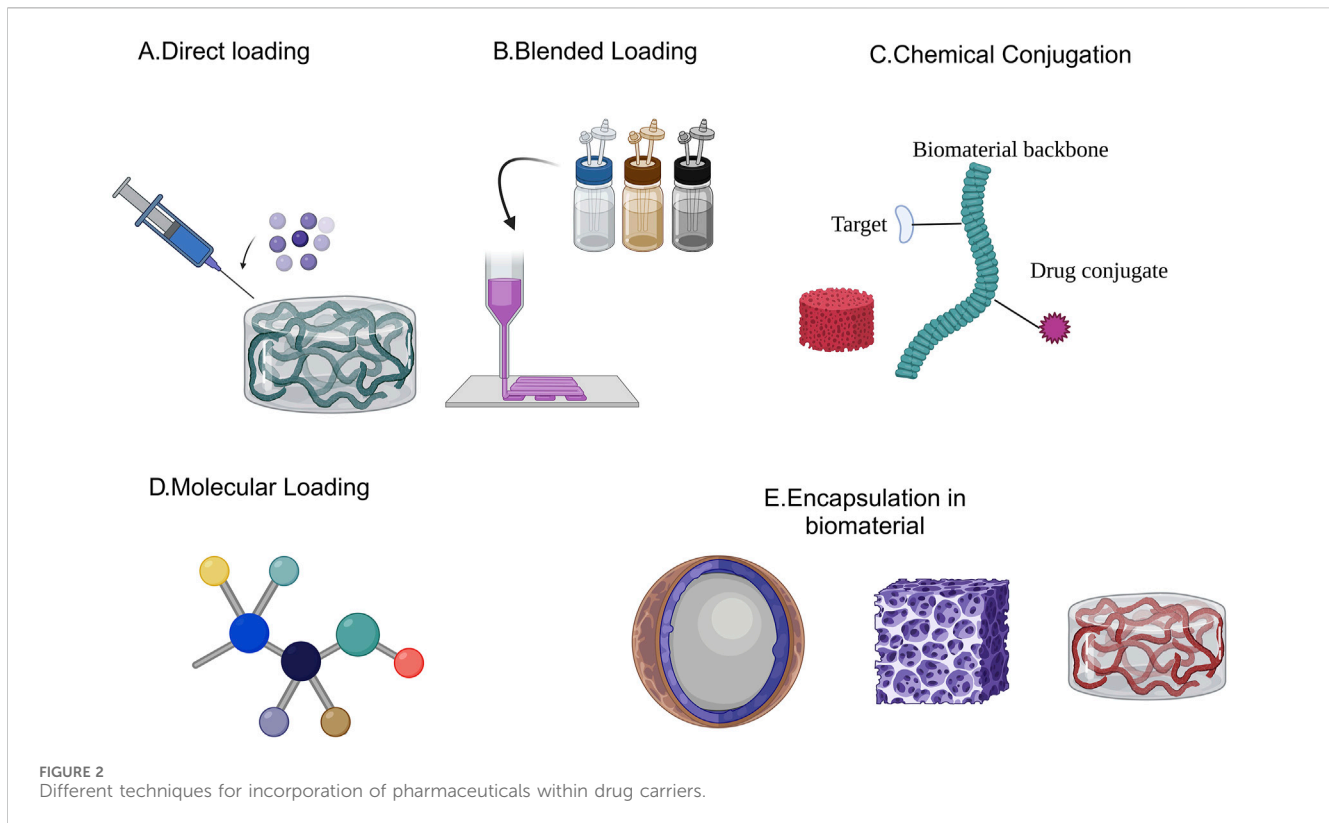 A.Direct loading
B.Blended Loading
C.Chemical Conjugation
Biomaterial backbone
Target
Drug conjugate
D.Molecular Loading
E.Encapsulation in
biomaterial
FIGURE 2
Different techniques for incorporation of pharmaceuticals within drug carriers.